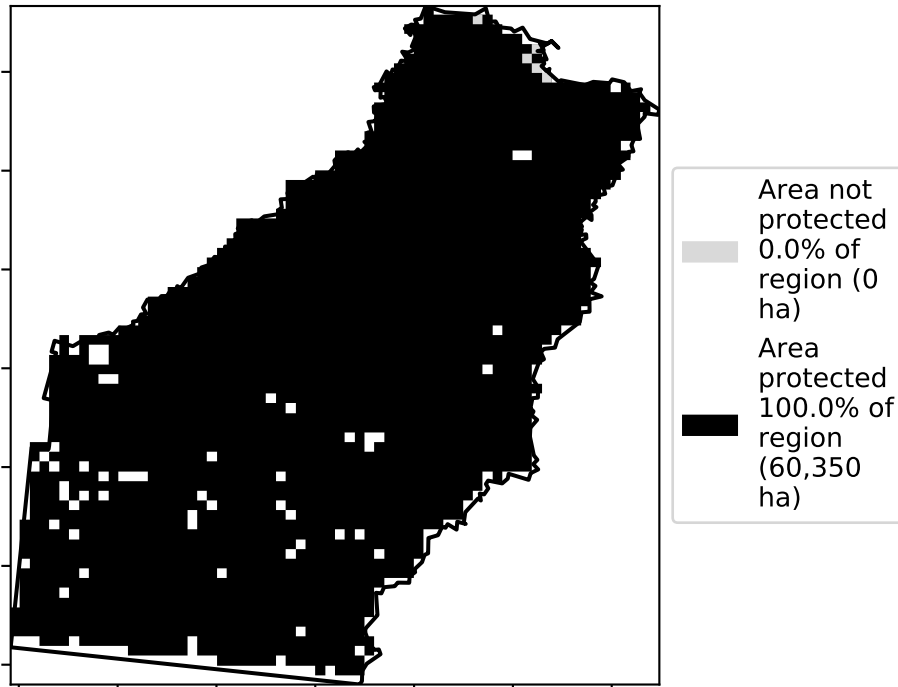 Area not
protected
0.0% of
region (0
ha)
Area
protected
100.0% of
region
(60,350
ha)